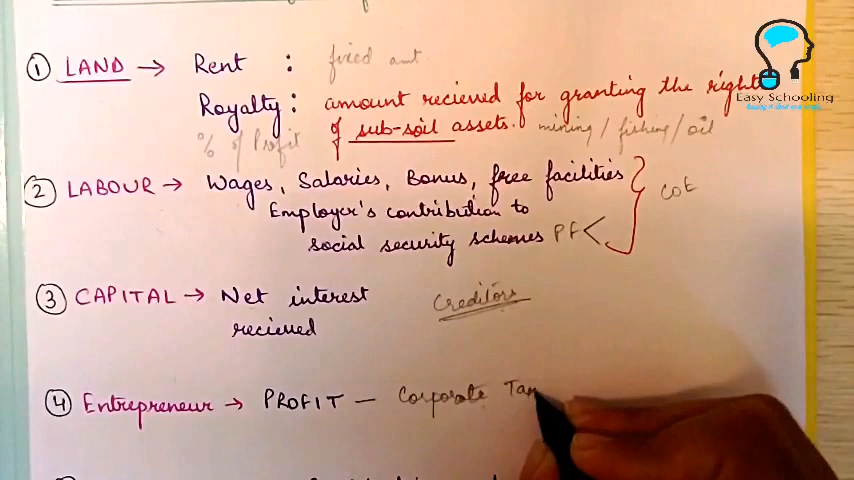 ① LAND → Rent : fixed amt
Royalty : amount recieved for granting the right
% of Profit of sub-soil assets. mining / fishing / oil
② LABOUR → Wages, Salaries, Bonus, free facilities
Employer's contribution to
social security schemes PF
COE
③ CAPITAL → Net interest
recieved
Creditors
④ Entrepreneur → PROFIT — Corporate Tax
Easy Schooling